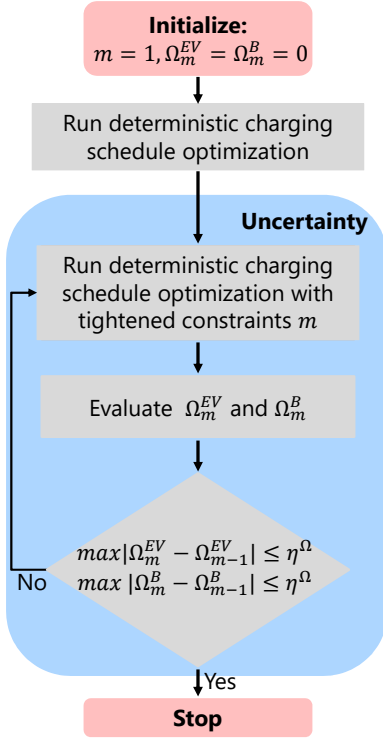 Initialize:
𝑚 = 1, Ω_𝑚^𝐸𝑉 = Ω_𝑚^𝐵 = 0
Run deterministic charging
schedule optimization
Uncertainty
Run deterministic charging
schedule optimization with
tightened constraints 𝑚
Evaluate Ω_𝑚^𝐸𝑉 and Ω_𝑚^𝐵
𝑚𝑎𝑥|Ω_𝑚^𝐸𝑉 − Ω_{𝑚−1}^𝐸𝑉| ≤ 𝜂^Ω
𝑚𝑎𝑥 |Ω_𝑚^𝐵 − Ω_{𝑚−1}^𝐵| ≤ 𝜂^Ω
No
Yes
Stop